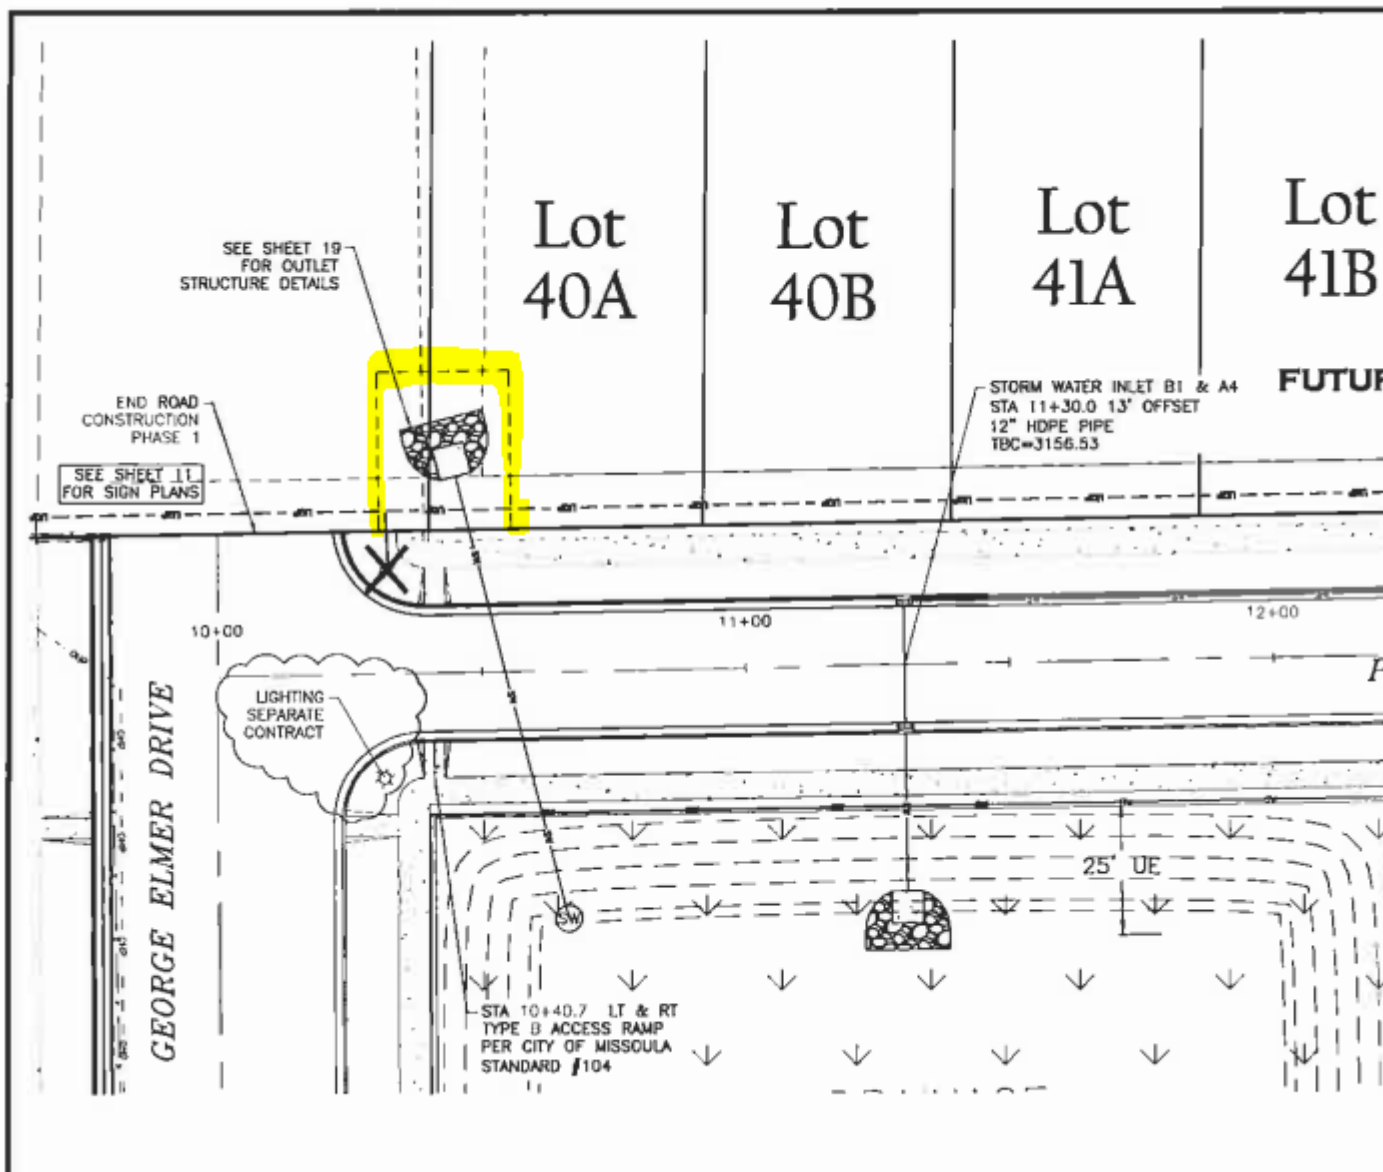 Lot
40A
Lot
40B
Lot
41A
Lot
41B
SEE SHEET 19
FOR OUTLET
STRUCTURE DETAILS
END ROAD
CONSTRUCTION
PHASE 1
SEE SHEET 11
FOR SIGN PLANS
STORM WATER INLET B1 & A4
STA 11+30.0 13' OFFSET
12" HDPE PIPE
TBC=3156.53
FUTUR
10+00
11+00
12+00
P
LIGHTING
SEPARATE
CONTRACT
GEORGE ELMER DRIVE
25' UE
SW
STA 10+40.7 LT & RT
TYPE B ACCESS RAMP
PER CITY OF MISSOULA
STANDARD #104